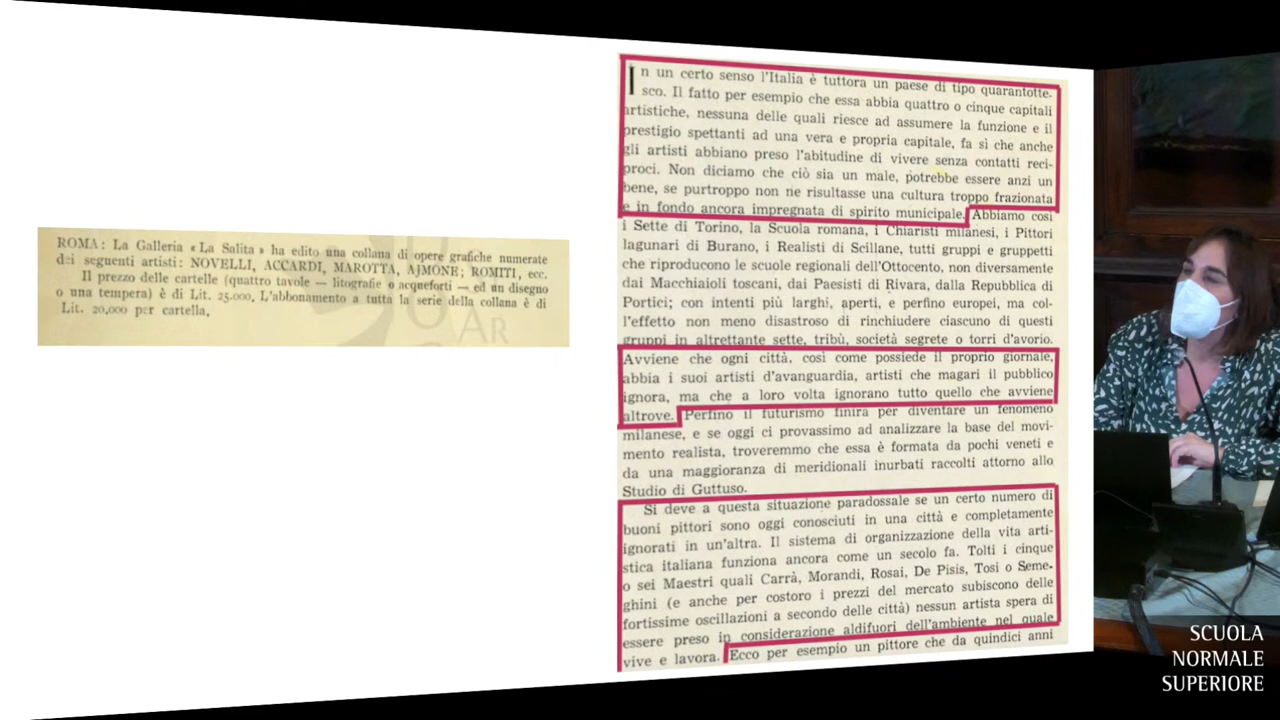 ROMA: La Galleria «La Salita» ha edito una collana di opere grafiche numerate
dei seguenti artisti: NOVELLI, ACCARDI, MAROTTA, AJMONE; ROMITI, ecc.
Il prezzo delle cartelle (quattro tavole — litografie o acqueforti — ed un disegno
o una tempera) è di Lit. 25.000, L'abbonamento a tutta la serie della collana è di
Lit. 20,000 per cartella,
In un certo senso l'Italia è tuttora un paese di tipo quarantotte-
sco. Il fatto per esempio che essa abbia quattro o cinque capitali
artistiche, nessuna delle quali riesce ad assumere la funzione e il
prestigio spettanti ad una vera e propria capitale, fa sì che anche
gli artisti abbiano preso l'abitudine di vivere senza contatti reci-
proci. Non diciamo che ciò sia un male, potrebbe essere anzi un
bene, se purtroppo non ne risultasse una cultura troppo frazionata
e in fondo ancora impregnata di spirito municipale. Abbiamo così
i Sette di Torino, la Scuola romana, i Chiaristi milanesi, i Pittori
lagunari di Burano, i Realisti di Scillane, tutti gruppi e gruppetti
che riproducono le scuole regionali dell'Ottocento, non diversamente
dai Macchiaioli toscani, dai Paesisti di Rivara, dalla Repubblica di
Portici; con intenti più larghi, aperti, e perfino europei, ma col-
l'effetto non meno disastroso di rinchiudere ciascuno di questi
gruppi in altrettante sette, tribù, società segrete o torri d'avorio.
Avviene che ogni città, così come possiede il proprio giornale,
abbia i suoi artisti d'avanguardia, artisti che magari il pubblico
ignora, ma che a loro volta ignorano tutto quello che avviene
altrove. Perfino il futurismo finirà per diventare un fenomeno
milanese, e se oggi ci provassimo ad analizzare la base del movi-
mento realista, troveremmo che essa è formata da pochi veneti e
da una maggioranza di meridionali inurbati raccolti attorno allo
Studio di Guttuso.
Si deve a questa situazione paradossale se un certo numero di
buoni pittori sono oggi conosciuti in una città e completamente
ignorati in un'altra. Il sistema di organizzazione della vita arti-
stica italiana funziona ancora come un secolo fa. Tolti i cinque
o sei Maestri quali Carrà, Morandi, Rosai, De Pisis, Tosi o Seme-
ghini (e anche per costoro i prezzi del mercato subiscono delle
fortissime oscillazioni a secondo delle città) nessun artista spera di
essere preso in considerazione aldifuori dell'ambiente nel quale
vive e lavora. Ecco per esempio un pittore che da quindici anni
SCUOLA
NORMALE
SUPERIORE